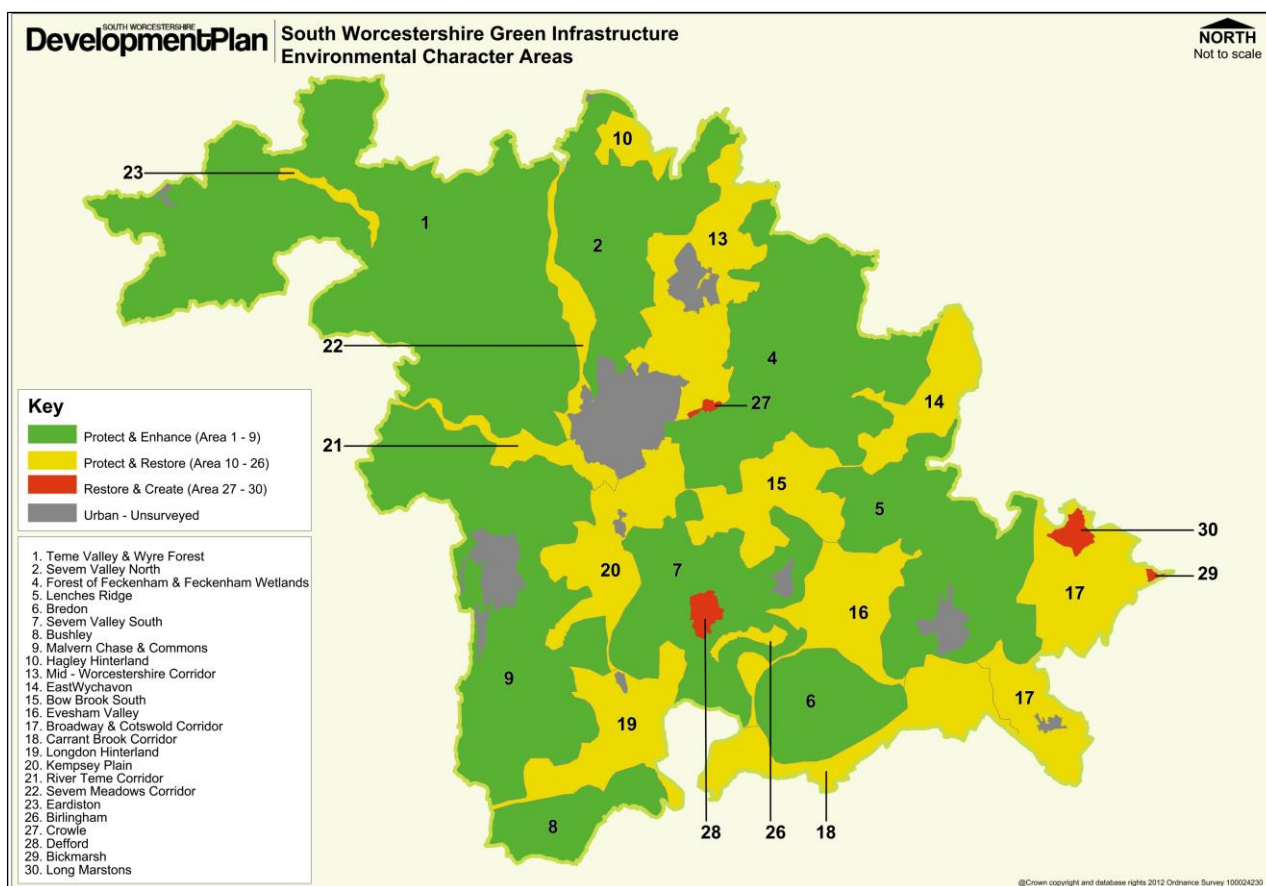 SOUTH WORCESTERSHIRE
DevelopmentPlan
South Worcestershire Green Infrastructure
Environmental Character Areas
NORTH
Not to scale
10
23
1
2
13
22
4
14
27
21
15
5
30
20
7
29
17
16
9
6
17
19
8
28
26
18
Key
Protect & Enhance (Area 1 - 9)
Protect & Restore (Area 10 - 26)
Restore & Create (Area 27 - 30)
Urban - Unsurveyed
1. Teme Valley & Wyre Forest
2. Severn Valley North
4. Forest of Feckenham & Feckenham Wetlands
5. Lenches Ridge
6. Bredon
7. Severn Valley South
8. Bushley
9. Malvern Chase & Commons
10. Hagley Hinterland
13. Mid - Worcestershire Corridor
14. EastWychavon
15. Bow Brook South
16. Evesham Valley
17. Broadway & Cotswold Corridor
18. Carrant Brook Corridor
19. Longdon Hinterland
20. Kempsey Plain
21. River Teme Corridor
22. Severn Meadows Corridor
23. Eardiston
26. Birlingham
27. Crowle
28. Defford
29. Bickmarsh
30. Long Marstons
@Crown copyright and database rights 2012 Ordnance Survey 100024230